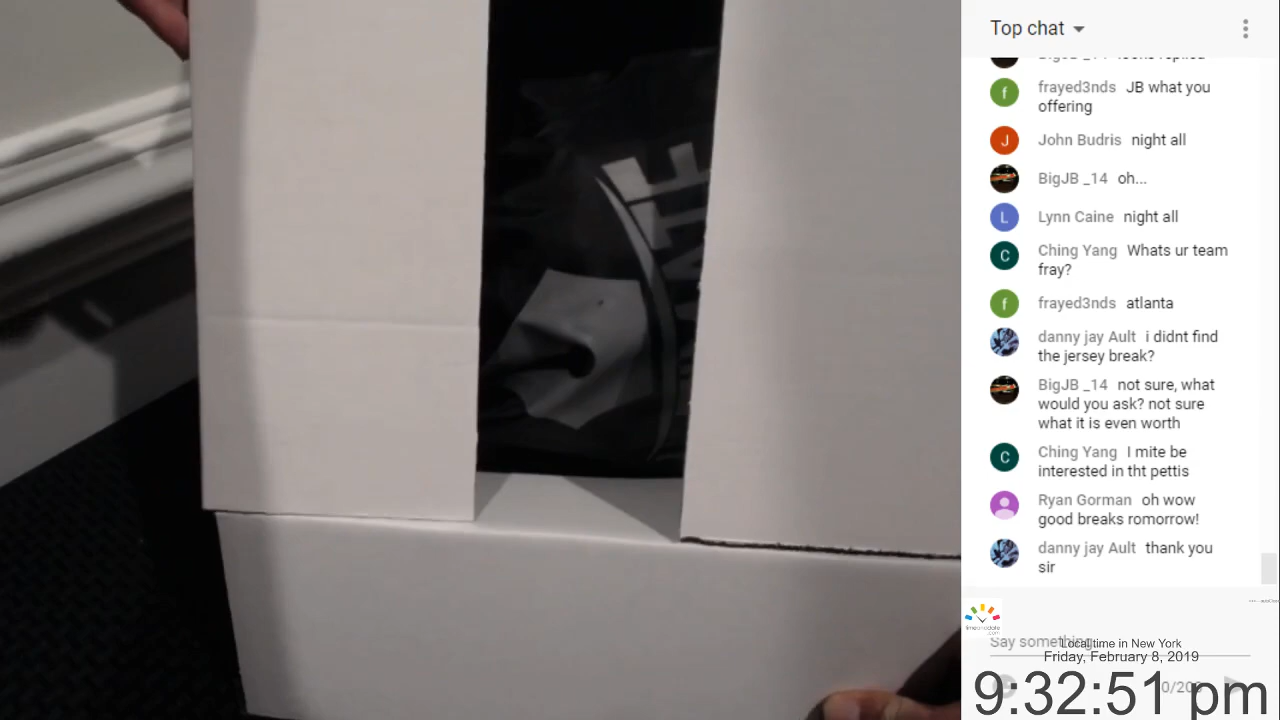 Top chat
frayed3nds JB what you
offering
John Budris night all
BigJB _14 oh...
Lynn Caine night all
Ching Yang Whats ur team
fray?
frayed3nds atlanta
danny jay Ault i didnt find
the jersey break?
BigJB _14 not sure, what
would you ask? not sure
what it is even worth
Ching Yang I mite be
interested in tht pettis
Ryan Gorman oh wow
good breaks romorrow!
danny jay Ault thank you
sir
Say something...
Local time in New York
Friday, February 8, 2019
9:32:51 pm